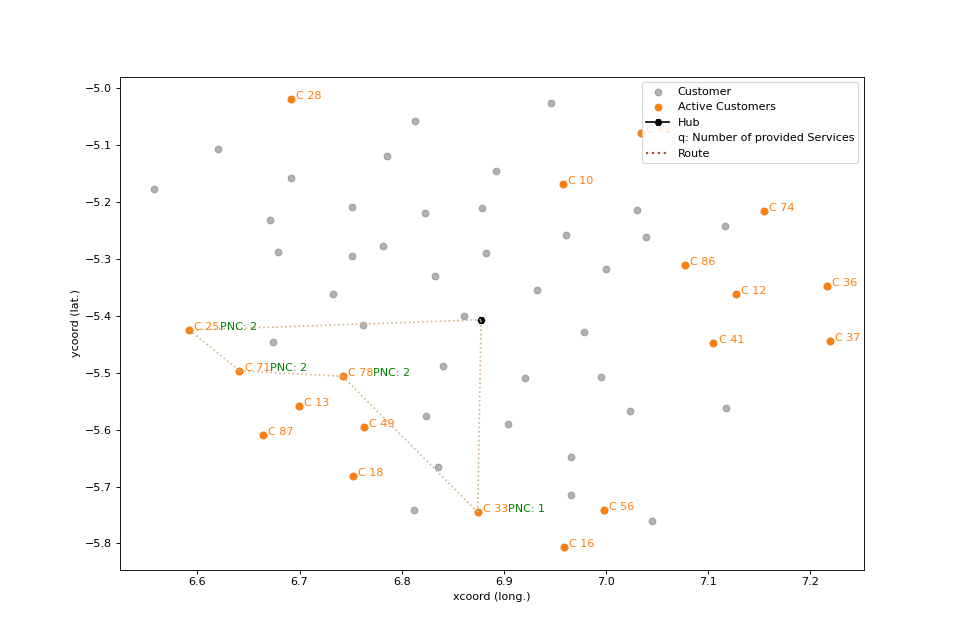 C 28
C 10
C 74
C 86
C 12
C 36
C 41
C 37
C 25 PNC: 2
C 71 PNC: 2
C 78 PNC: 2
C 13
C 49
C 87
C 18
C 33 PNC: 1
C 56
C 16
Customer
Active Customers
Hub
q: Number of provided Services
Route
−5.0
−5.1
−5.2
−5.3
−5.4
−5.5
−5.6
−5.7
−5.8
ycoord (lat.)
6.6 6.7 6.8 6.9 7.0 7.1 7.2
xcoord (long.)